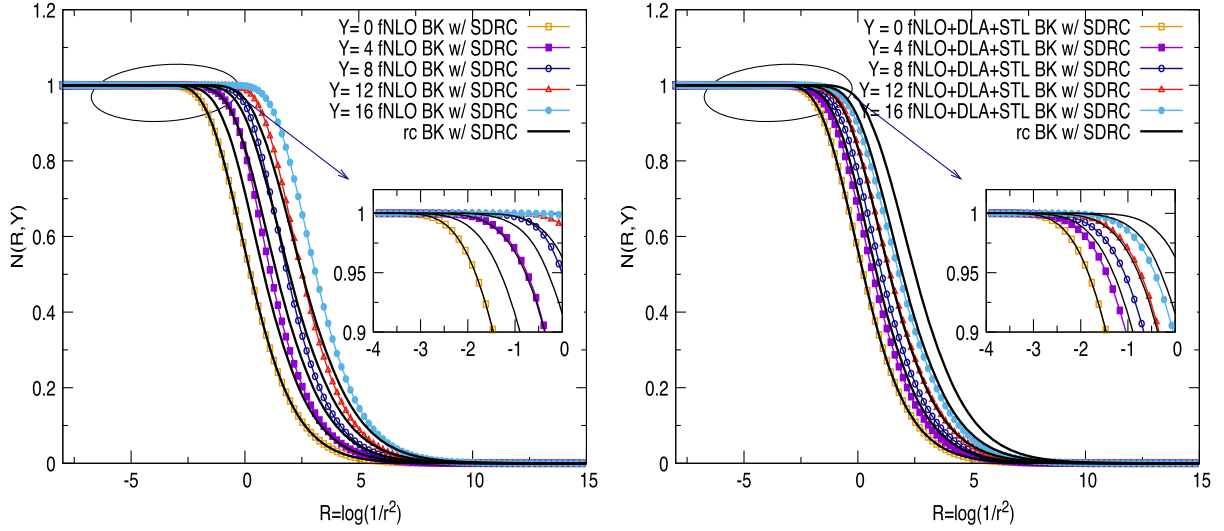 Y= 0 fNLO BK w/ SDRC
Y= 4 fNLO BK w/ SDRC
Y= 8 fNLO BK w/ SDRC
Y= 12 fNLO BK w/ SDRC
Y= 16 fNLO BK w/ SDRC
rc BK w/ SDRC
N(R,Y)
1.2
1
0.8
0.6
0.4
0.2
0
-5
0
5
10
15
R=log(1/r²)
1
0.95
0.9
-4
-3
-2
-1
0
Y= 0 fNLO+DLA+STL BK w/ SDRC
Y= 4 fNLO+DLA+STL BK w/ SDRC
Y= 8 fNLO+DLA+STL BK w/ SDRC
Y= 12 fNLO+DLA+STL BK w/ SDRC
= 16 fNLO+DLA+STL BK w/ SDRC
rc BK w/ SDRC
N(R,Y)
1.2
1
0.8
0.6
0.4
0.2
0
-5
0
5
10
15
R=log(1/r²)
1
0.95
0.9
-4
-3
-2
-1
0